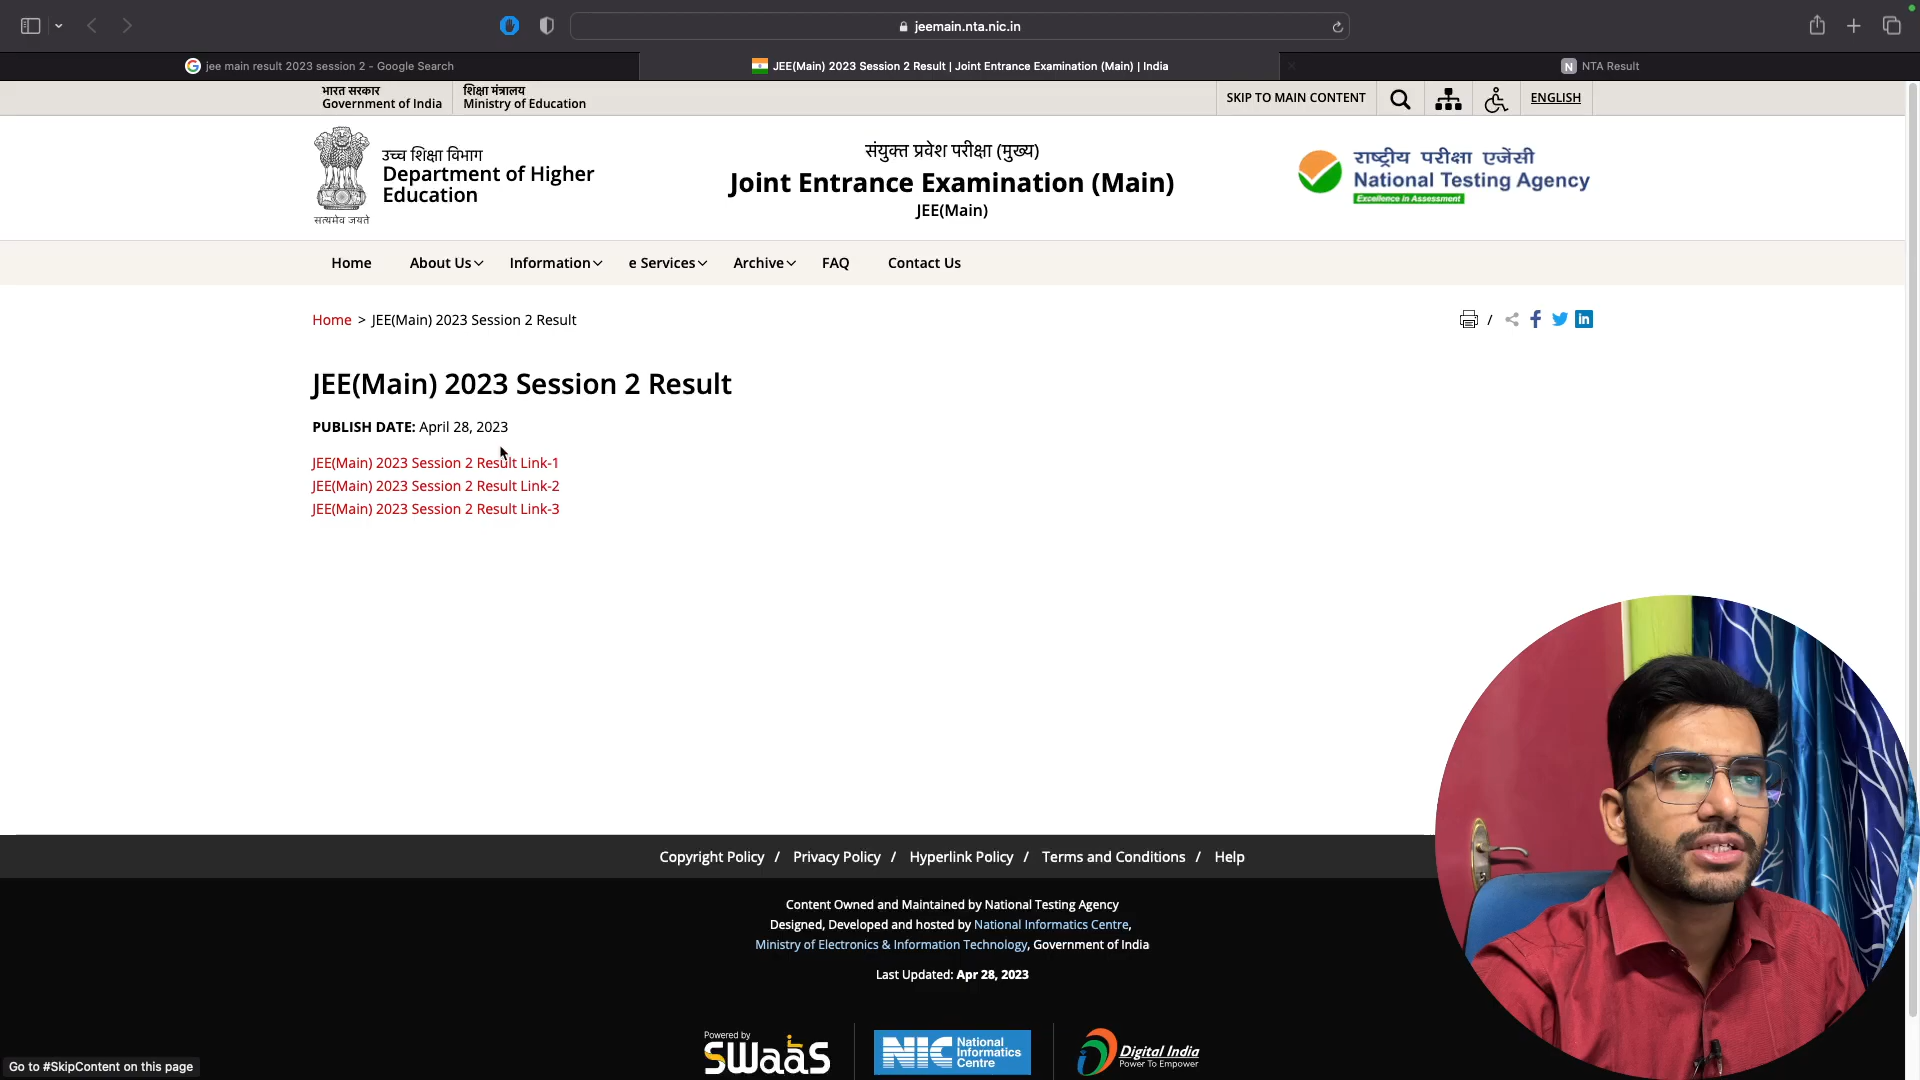 jeemain.nta.nic.in
jee main result 2023 session 2 - Google Search
JEE(Main) 2023 Session 2 Result | Joint Entrance Examination (Main) | India
N NTA Result
भारत सरकार
Government of India
शिक्षा मंत्रालय
Ministry of Education
SKIP TO MAIN CONTENT
ENGLISH
सत्यमेव जयते
उच्च शिक्षा विभाग
Department of Higher
Education
संयुक्त प्रवेश परीक्षा (मुख्य)
Joint Entrance Examination (Main)
JEE(Main)
राष्ट्रीय परीक्षा एजेंसी
National Testing Agency
Excellence in Assessment
Home About Us Information e Services Archive FAQ Contact Us
Home > JEE(Main) 2023 Session 2 Result
/ f in
JEE(Main) 2023 Session 2 Result
PUBLISH DATE: April 28, 2023
JEE(Main) 2023 Session 2 Result Link-1
JEE(Main) 2023 Session 2 Result Link-2
JEE(Main) 2023 Session 2 Result Link-3
Copyright Policy / Privacy Policy / Hyperlink Policy / Terms and Conditions / Help
Content Owned and Maintained by National Testing Agency
Designed, Developed and hosted by National Informatics Centre,
Ministry of Electronics & Information Technology, Government of India
Last Updated: Apr 28, 2023
Powered by
SWaaS
NIC National
Informatics
Centre
Digital India
Power To Empower
Go to #SkipContent on this page